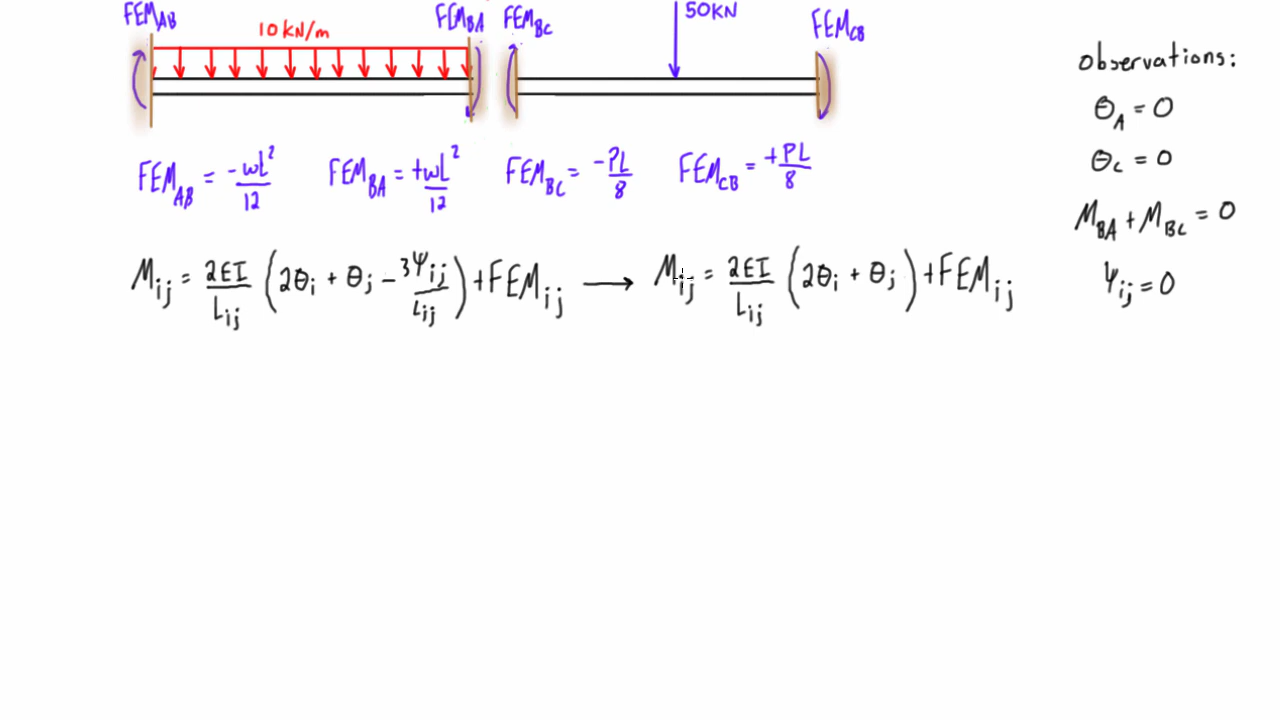 FEM_AB 10 kN/m FEM_BA FEM_BC 50KN FEM_CB
FEM_AB = -wL²/12 FEM_BA = +wL²/12 FEM_BC = -PL/8 FEM_CB = +PL/8
M_ij = 2EI/L_ij (2θ_i + θ_j - 3Ψ_ij/L_ij) + FEM_ij → M_ij = 2EI/L_ij (2θ_i + θ_j) + FEM_ij
Observations:
θ_A = 0
θ_C = 0
M_BA + M_BC = 0
Ψ_ij = 0